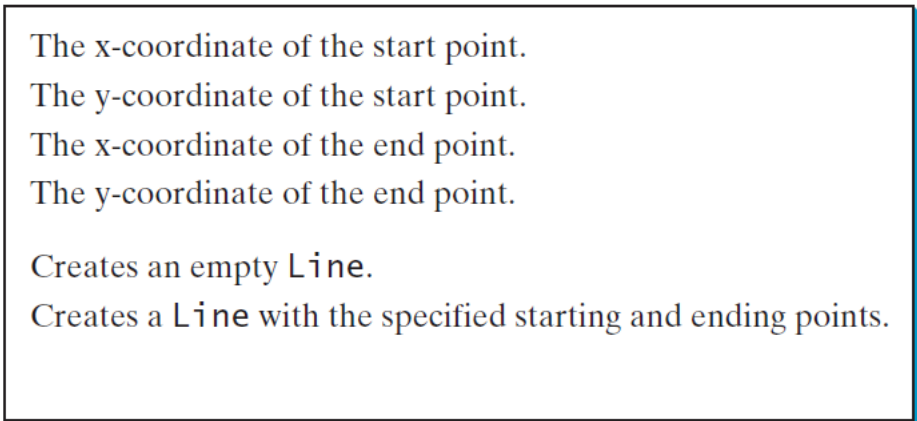 The x-coordinate of the start point.
The y-coordinate of the start point.
The x-coordinate of the end point.
The y-coordinate of the end point.
Creates an empty Line.
Creates a Line with the specified starting and ending points.